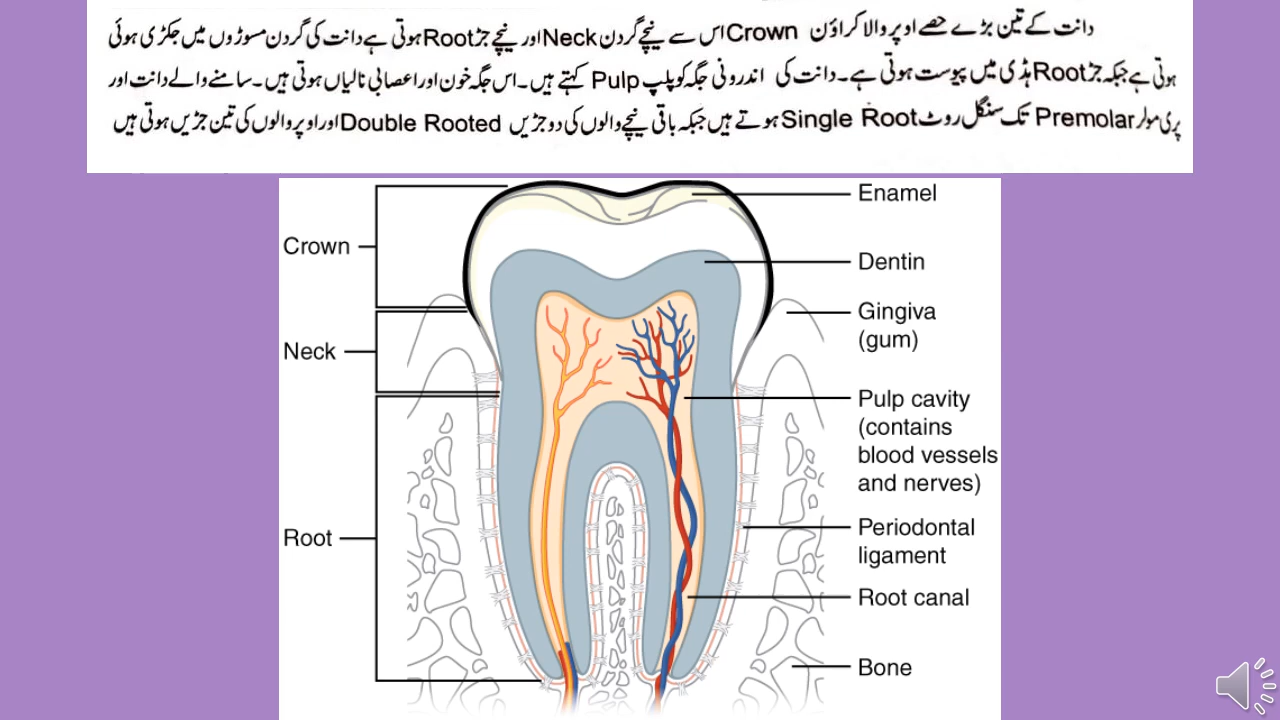 دانت کے تین بڑے حصے اوپر والا کراؤن Crown اس سے نیچے گردن Neck اور نیچے جڑ Root ہوتی ہے دانت کی گردن مسوڑوں میں جکڑی ہوئی
ہوتی ہے جبکہ جڑ Root ہڈی میں پیوست ہوتی ہے۔ دانت کی اندرونی جگہ کو پلپ Pulp کہتے ہیں۔ اس جگہ خون اور اعصابی نالیاں ہوتی ہیں۔ سامنے والے دانت اور
پری مولر Premolar تک سنگل روٹ Single Root ہوتے ہیں جبکہ باقی نیچے والوں کی دو جڑیں Double Rooted اور اوپر والوں کی تین جڑیں ہوتی ہیں
Crown
Neck
Root
Enamel
Dentin
Gingiva
(gum)
Pulp cavity
(contains
blood vessels
and nerves)
Periodontal
ligament
Root canal
Bone